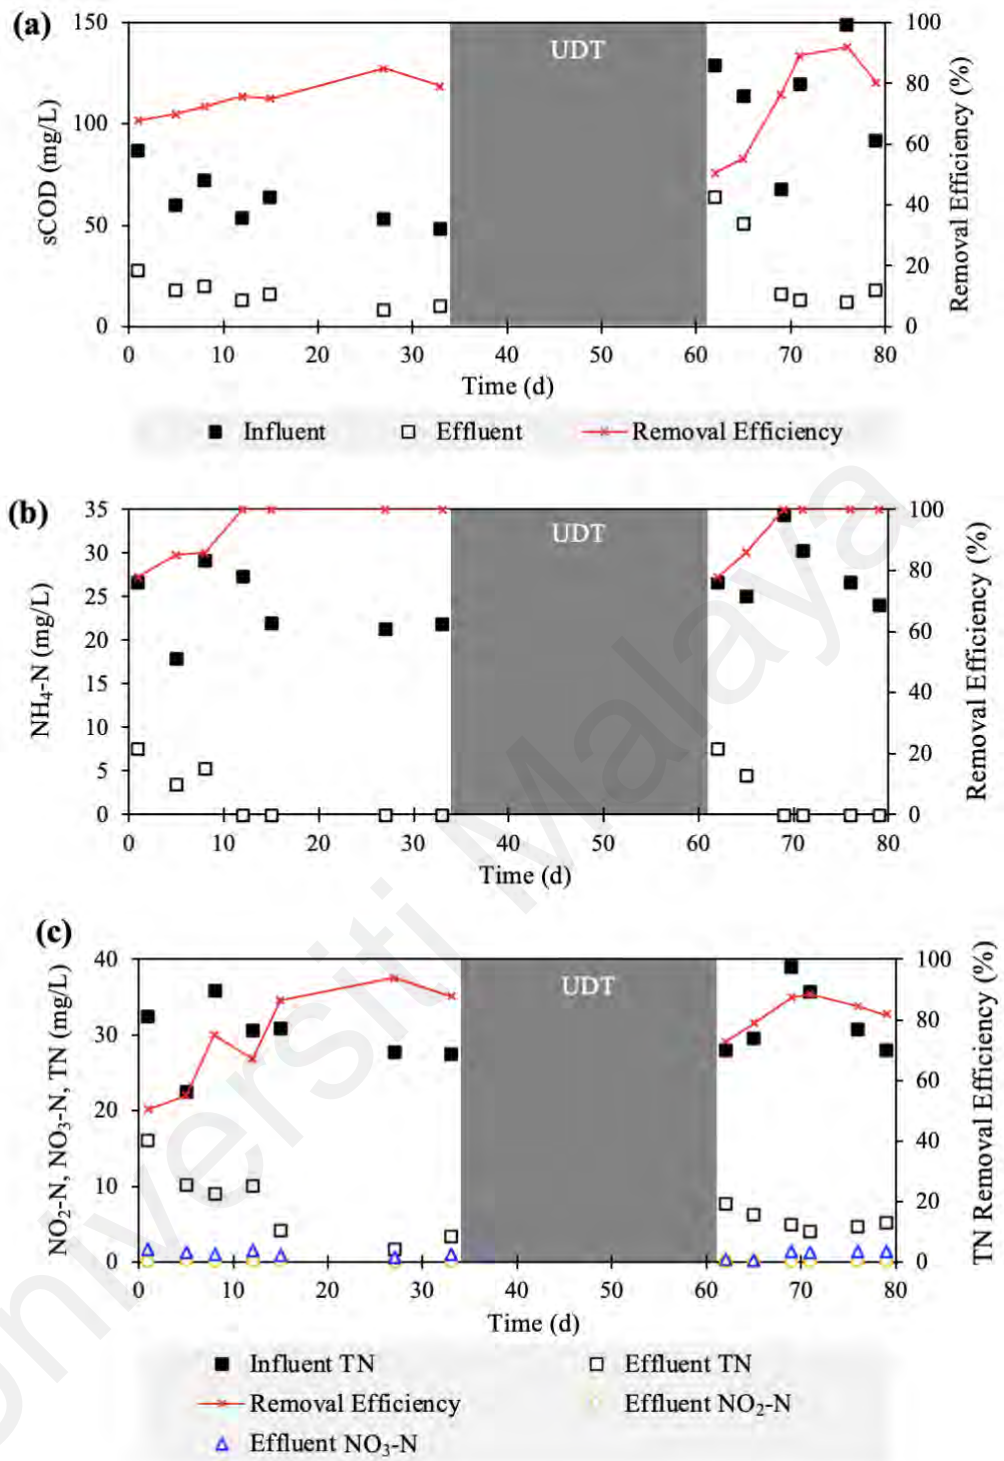 (a)
150
100
50
0
sCOD (mg/L)
UDT
100
80
60
40
20
0
Removal Efficiency (%)
0 10 20 30 40 50 60 70 80
Time (d)
Influent Effluent Removal Efficiency
(b)
35
30
25
20
15
10
5
0
NH4-N (mg/L)
UDT
100
80
60
40
20
0
Removal Efficiency (%)
0 10 20 30 40 50 60 70 80
Time (d)
(c)
40
30
20
10
0
NO2-N, NO3-N, TN (mg/L)
UDT
100
80
60
40
20
0
TN Removal Efficiency (%)
0 10 20 30 40 50 60 70 80
Time (d)
Influent TN Effluent TN
Removal Efficiency Effluent NO2-N
Effluent NO3-N
Universiti Malaya